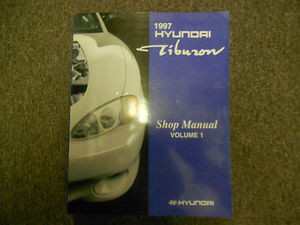 1997
HYUNDAI
Tiburon
Shop Manual
VOLUME 1
HYUNDAI